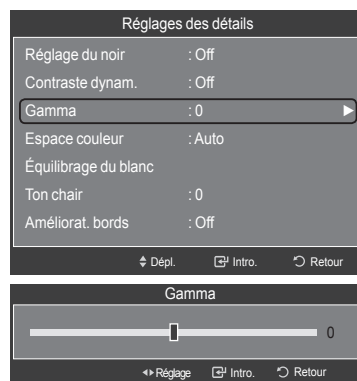 Réglages des détails
Réglage du noir : Off
Contraste dynam. : Off
Gamma : 0
Espace couleur : Auto
Équilibrage du blanc
Ton chair : 0
Améliorat. bords : Off
Dépl. Intro. Retour
Gamma
0
Réglage Intro. Retour